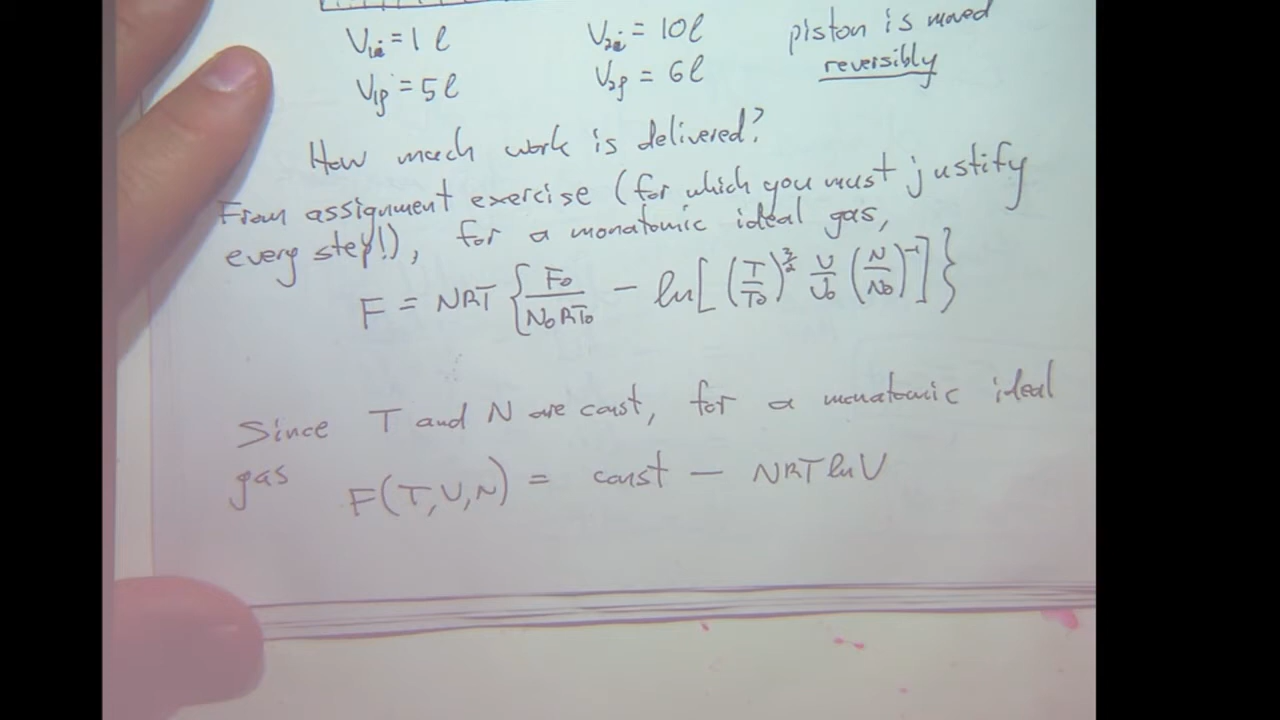 V₁ᵢ = 1 l V₂ᵢ = 10 l piston is moved
V₁f = 5 l V₂f = 6 l reversibly
How much work is delivered?
From assignment exercise (for which you must justify
every step!), for a monatomic ideal gas,
F = NRT { F₀/N₀RT₀ - ln[ (T/T₀)^(3/2) V/V₀ (N/N₀)^(-1) ] }
Since T and N are const, for a monatomic ideal
gas F(T,V,N) = const - NRT ln V